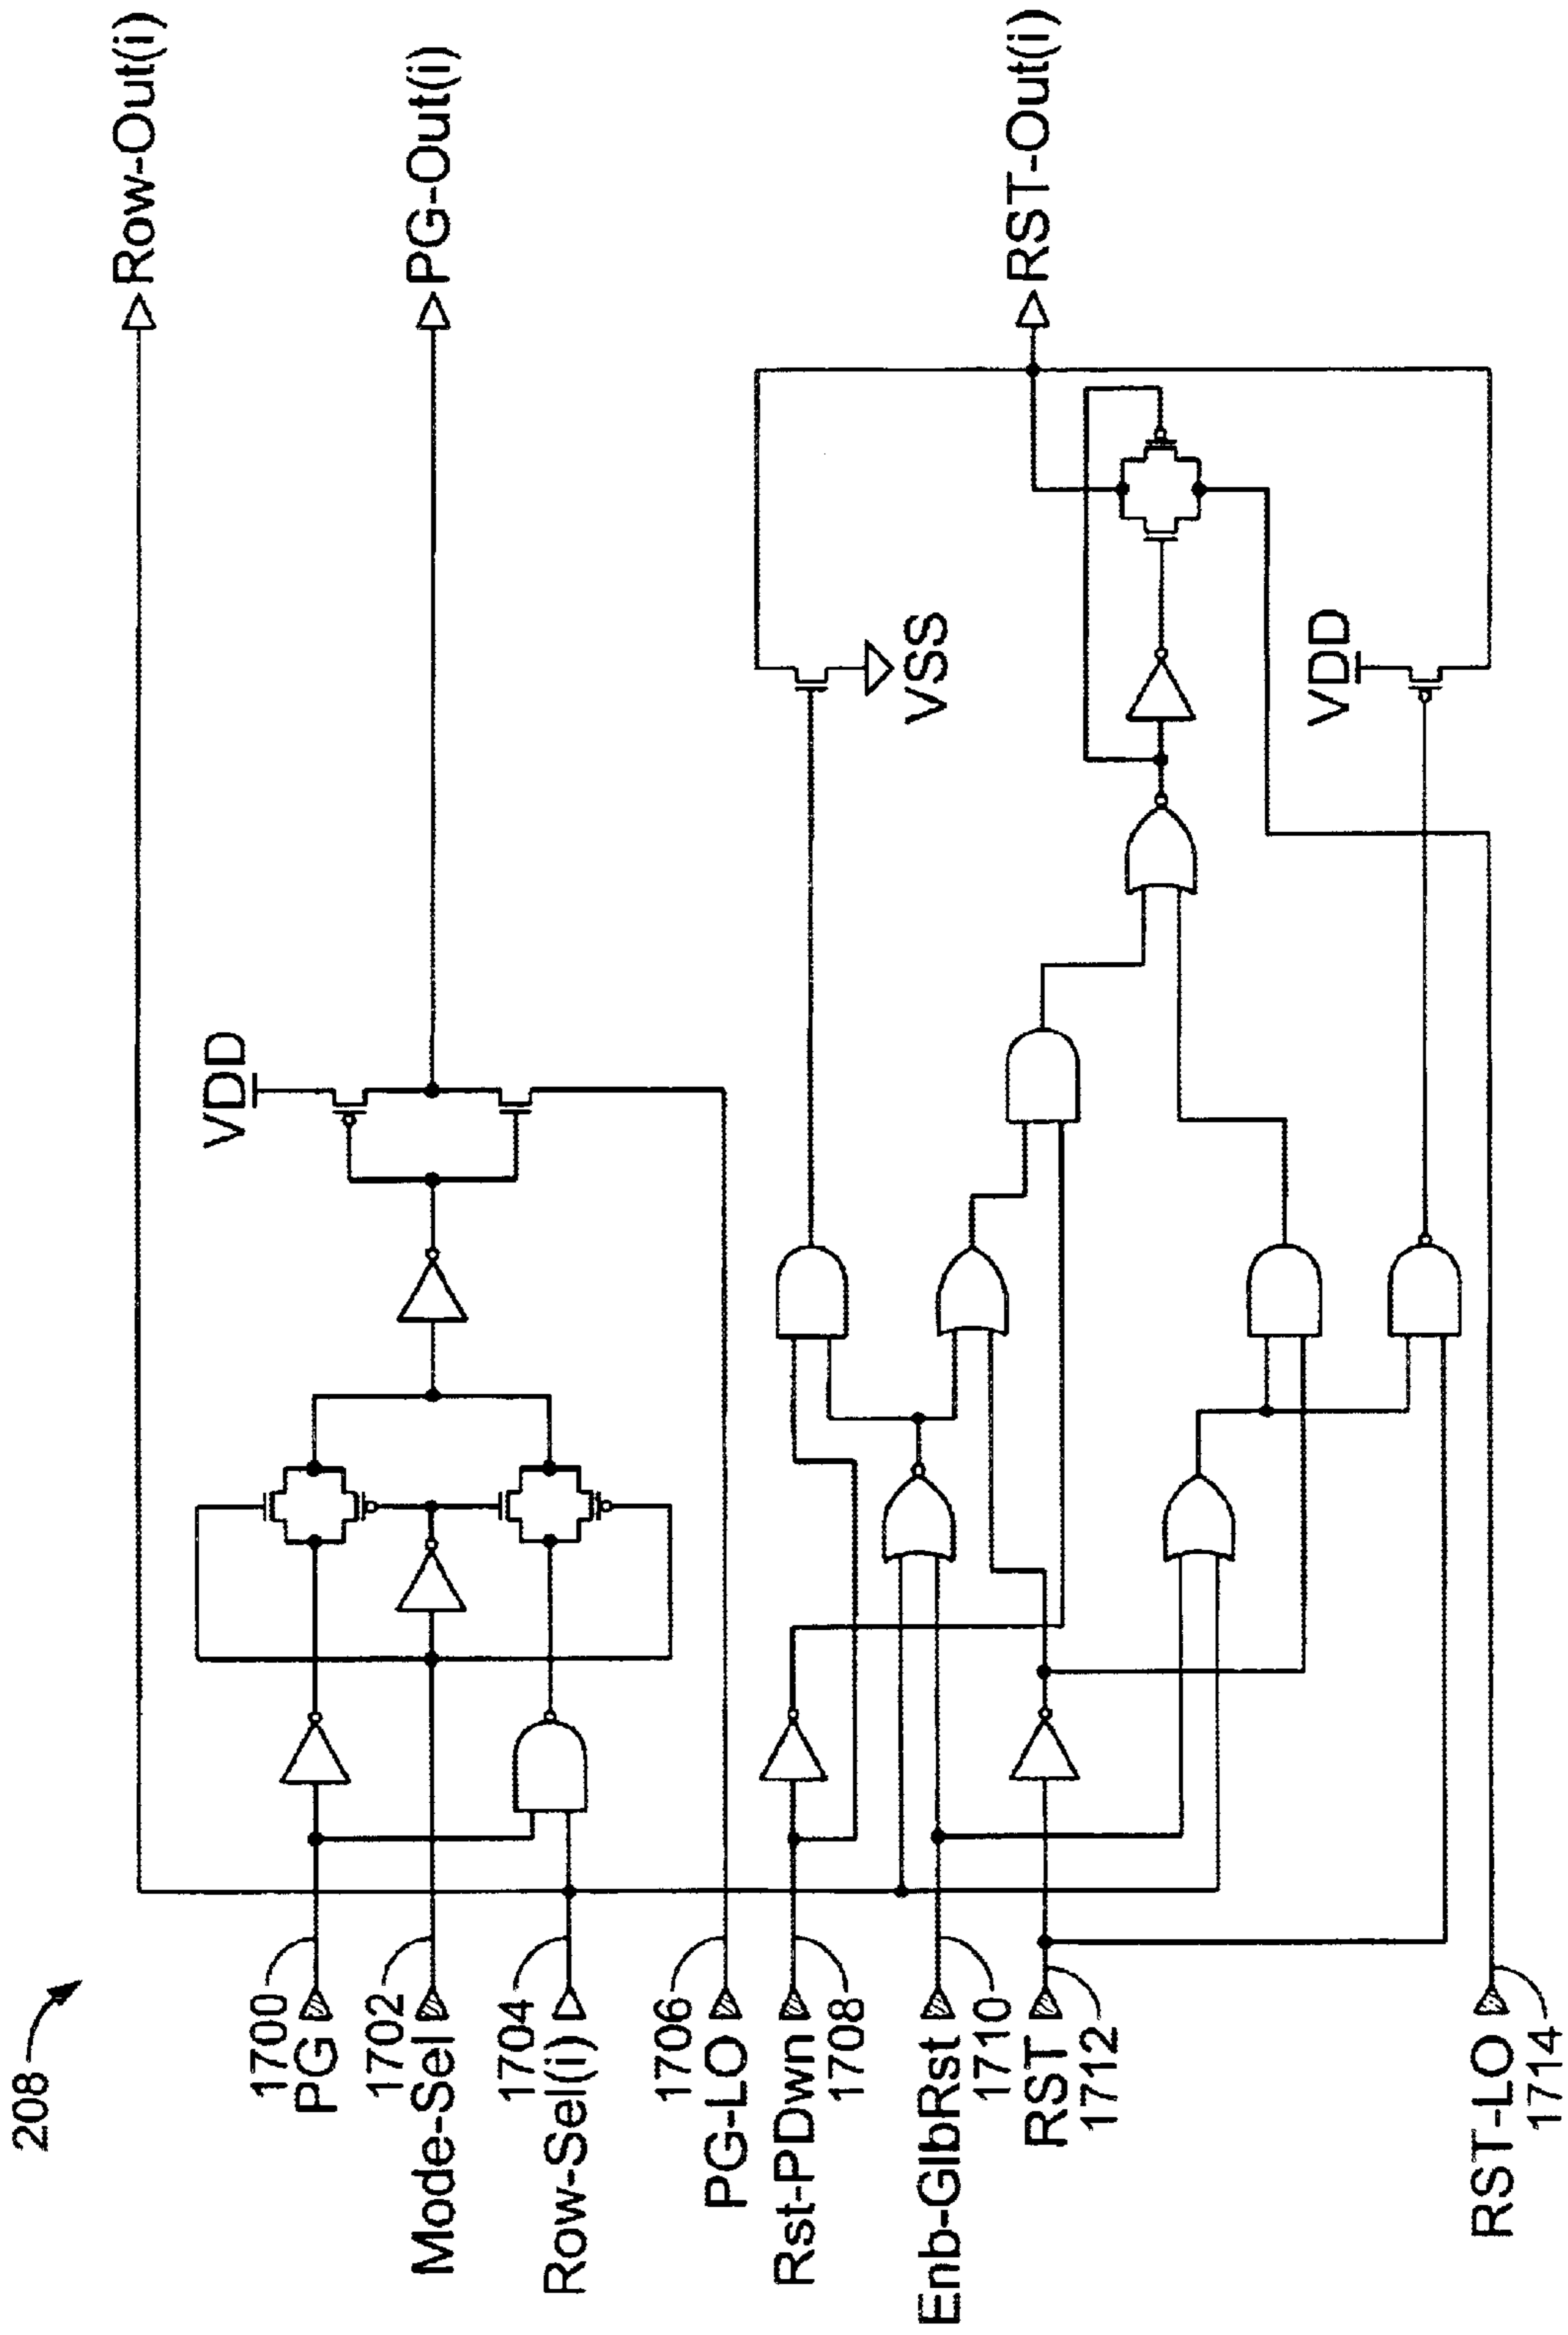 208
Row-Out(i)
PG-Out(i)
RST-Out(i)
VDD
VSS
VDD
1700
PG
1702
Mode-Sel
1704
Row-Sel(i)
1706
PG-LO
Rst-PDwn
1708
Enb-GlbRst
1710
RST
1712
RST-LO
1714